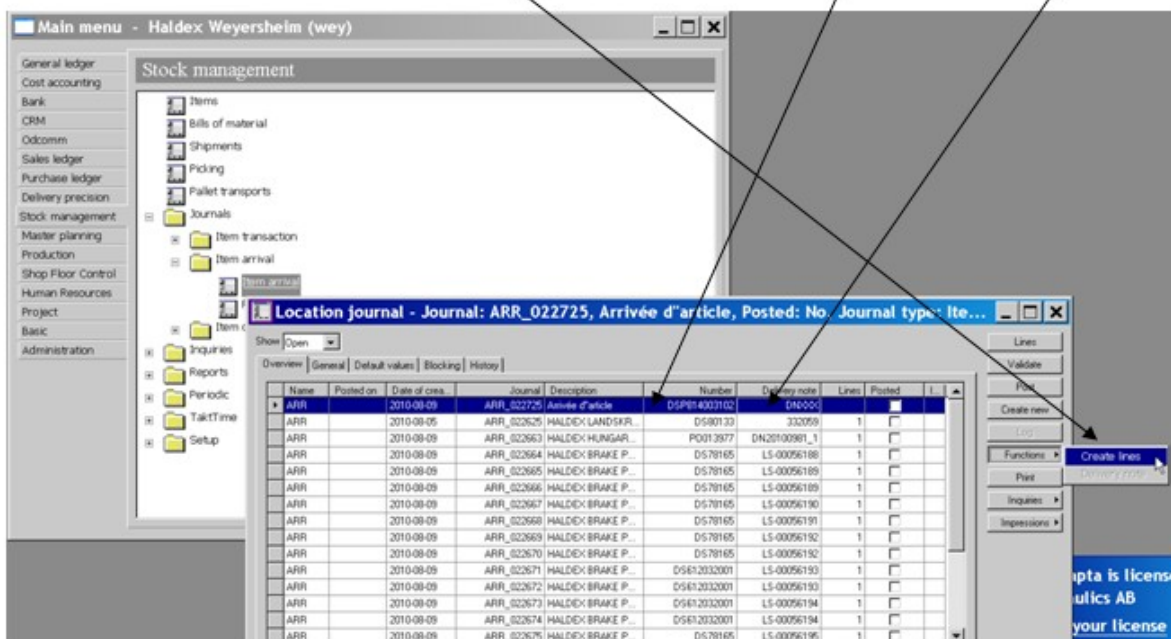 Main menu - Haldex Weyersheim (wey)
General ledger
Cost accounting
Bank
CRM
Odcomm
Sales ledger
Purchase ledger
Delivery precision
Stock management
Master planning
Production
Shop Floor Control
Human Resources
Project
Basic
Administration
Stock management
Items
Bills of material
Shipments
Picking
Pallet transports
Journals
Item transaction
Item arrival
Item arrival
Item
Inquiries
Reports
Periodic
TaktTime
Setup
Location journal - Journal: ARR_022725, Arrivée d"article, Posted: No, Journal type: Ite...
Show Open
Overview General Default values Blocking History
Name Posted on Date of crea... Journal Description Number Delivery note Lines Posted I...
ARR 2010-08-09 ARR_022725 Arrivée d"article DSP814003102 DNXXX
ARR 2010-08-05 ARR_022625 HALDEX LANDSKR... DS80133 332059 1
ARR 2010-08-09 ARR_022663 HALDEX HUNGAR... PO013977 DN20100981_1 1
ARR 2010-08-09 ARR_022664 HALDEX BRAKE P... DS78165 LS-00056188 1
ARR 2010-08-09 ARR_022665 HALDEX BRAKE P... DS78165 LS-00056189 1
ARR 2010-08-09 ARR_022666 HALDEX BRAKE P... DS78165 LS-00056189 1
ARR 2010-08-09 ARR_022667 HALDEX BRAKE P... DS78165 LS-00056190 1
ARR 2010-08-09 ARR_022668 HALDEX BRAKE P... DS78165 LS-00056191 1
ARR 2010-08-09 ARR_022669 HALDEX BRAKE P... DS78165 LS-00056192 1
ARR 2010-08-09 ARR_022670 HALDEX BRAKE P... DS78165 LS-00056192 1
ARR 2010-08-09 ARR_022671 HALDEX BRAKE P... DS612032001 LS-00056193 1
ARR 2010-08-09 ARR_022672 HALDEX BRAKE P... DS612032001 LS-00056193 1
ARR 2010-08-09 ARR_022673 HALDEX BRAKE P... DS612032001 LS-00056194 1
ARR 2010-08-09 ARR_022674 HALDEX BRAKE P... DS612032001 LS-00056194 1
ARR 2010-08-09 ARR_022675 HALDEX BRAKE P... DS78165 LS-00056195 1
Lines
Validate
Post
Create new
Log
Functions
Print
Inquiries
Impressions
Create lines
Delivery note
apta is license
aulics AB
your license